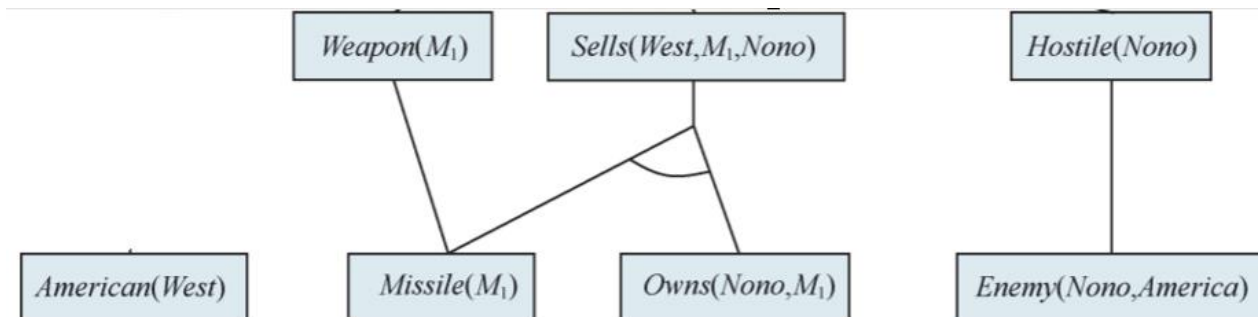 Weapon(M₁) Sells(West,M₁,Nono) Hostile(Nono)
American(West) Missile(M₁) Owns(Nono,M₁) Enemy(Nono,America)